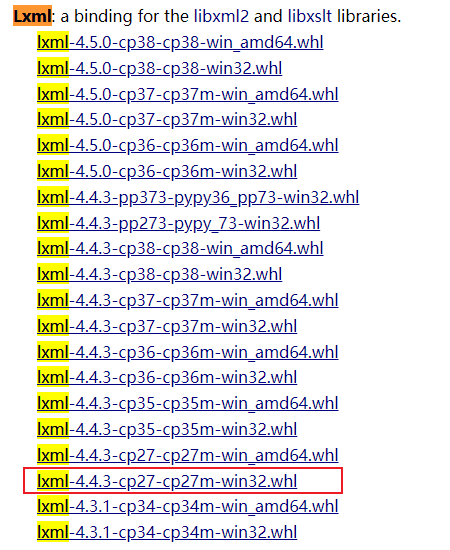 Lxml: a binding for the libxml2 and libxslt libraries.
lxml-4.5.0-cp38-cp38-win_amd64.whl
lxml-4.5.0-cp38-cp38-win32.whl
lxml-4.5.0-cp37-cp37m-win_amd64.whl
lxml-4.5.0-cp37-cp37m-win32.whl
lxml-4.5.0-cp36-cp36m-win_amd64.whl
lxml-4.5.0-cp36-cp36m-win32.whl
lxml-4.4.3-pp373-pypy36_pp73-win32.whl
lxml-4.4.3-pp273-pypy_73-win32.whl
lxml-4.4.3-cp38-cp38-win_amd64.whl
lxml-4.4.3-cp38-cp38-win32.whl
lxml-4.4.3-cp37-cp37m-win_amd64.whl
lxml-4.4.3-cp37-cp37m-win32.whl
lxml-4.4.3-cp36-cp36m-win_amd64.whl
lxml-4.4.3-cp36-cp36m-win32.whl
lxml-4.4.3-cp35-cp35m-win_amd64.whl
lxml-4.4.3-cp35-cp35m-win32.whl
lxml-4.4.3-cp27-cp27m-win_amd64.whl
lxml-4.4.3-cp27-cp27m-win32.whl
lxml-4.3.1-cp34-cp34m-win_amd64.whl
lxml-4.3.1-cp34-cp34m-win32.whl